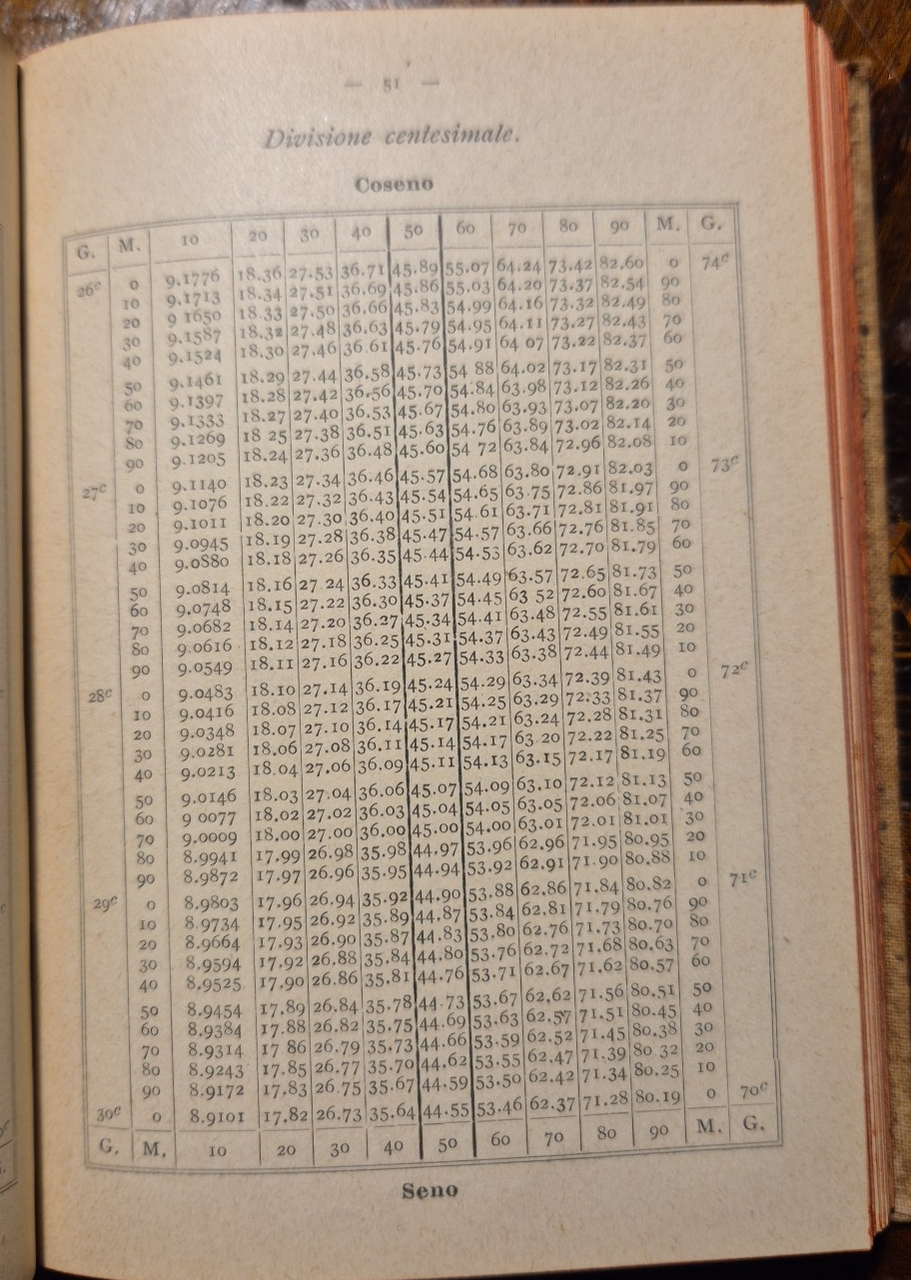 — 51 —
Divisione centesimale.
Coseno
G. M. 10 20 30 40 50 60 70 80 90 M. G.
26c 0 9.1776 18.36 27.53 36.71 45.89 55.07 64.24 73.42 82.60 0 74c
10 9.1713 18.34 27.51 36.69 45.86 55.03 64.20 73.37 82.54 90
20 9 1650 18.33 27.50 36.66 45.83 54.99 64.16 73.32 82.49 80
30 9.1587 18.32 27.48 36.63 45.79 54.95 64.11 73.27 82.43 70
40 9.1524 18.30 27.46 36.61 45.76 54.91 64 07 73.22 82.37 60
50 9.1461 18.29 27.44 36.58 45.73 54 88 64.02 73.17 82.31 50
60 9.1397 18.28 27.42 36.56 45.70 54.84 63.98 73.12 82.26 40
70 9.1333 18.27 27.40 36.53 45.67 54.80 63.93 73.07 82.20 30
80 9.1269 18 25 27.38 36.51 45.63 54.76 63.89 73.02 82.14 20
90 9.1205 18.24 27.36 36.48 45.60 54 72 63.84 72.96 82.08 10
27c 0 9.1140 18.23 27.34 36.46 45.57 54.68 63.80 72.91 82.03 0 73c
10 9.1076 18.22 27.32 36.43 45.54 54.65 63.75 72.86 81.97 90
20 9.1011 18.20 27.30 36.40 45.51 54.61 63.71 72.81 81.91 80
30 9.0945 18.19 27.28 36.38 45.47 54.57 63.66 72.76 81.85 70
40 9.0880 18.18 27.26 36.35 45.44 54.53 63.62 72.70 81.79 60
50 9.0814 18.16 27.24 36.33 45.41 54.49 63.57 72.65 81.73 50
60 9.0748 18.15 27.22 36.30 45.37 54.45 63 52 72.60 81.67 40
70 9.0682 18.14 27.20 36.27 45.34 54.41 63.48 72.55 81.61 30
80 9.0616 18.12 27.18 36.25 45.31 54.37 63.43 72.49 81.55 20
90 9.0549 18.11 27.16 36.22 45.27 54.33 63.38 72.44 81.49 10
28c 0 9.0483 18.10 27.14 36.19 45.24 54.29 63.34 72.39 81.43 0 72c
10 9.0416 18.08 27.12 36.17 45.21 54.25 63.29 72.33 81.37 90
20 9.0348 18.07 27.10 36.14 45.17 54.21 63.24 72.28 81.31 80
30 9.0281 18.06 27.08 36.11 45.14 54.17 63 20 72.22 81.25 70
40 9.0213 18.04 27.06 36.09 45.11 54.13 63.15 72.17 81.19 60
50 9.0146 18.03 27.04 36.06 45.07 54.09 63.10 72.12 81.13 50
60 9 0077 18.02 27.02 36.03 45.04 54.05 63.05 72.06 81.07 40
70 9.0009 18.00 27.00 36.00 45.00 54.00 63.01 72.01 81.01 30
80 8.9941 17.99 26.98 35.98 44.97 53.96 62.96 71.95 80.95 20
90 8.9872 17.97 26.96 35.95 44.94 53.92 62.91 71.90 80.88 10
29c 0 8.9803 17.96 26.94 35.92 44.90 53.88 62.86 71.84 80.82 0 71c
10 8.9734 17.95 26.92 35.89 44.87 53.84 62.81 71.79 80.76 90
20 8.9664 17.93 26.90 35.87 44.83 53.80 62.76 71.73 80.70 80
30 8.9594 17.92 26.88 35.84 44.80 53.76 62.72 71.68 80.63 70
40 8.9525 17.90 26.86 35.81 44.76 53.71 62.67 71.62 80.57 60
50 8.9454 17.89 26.84 35.78 44.73 53.67 62,62 71.56 80.51 50
60 8.9384 17.88 26.82 35.75 44.69 53.63 62.57 71.51 80.45 40
70 8.9314 17 86 26.79 35.73 44.66 53.59 62.52 71.45 80.38 30
80 8.9243 17.85 26.77 35.70 44.62 53.55 62.47 71.39 80 32 20
90 8.9172 17.83 26.75 35.67 44.59 53.50 62.42 71.34 80.25 10
30c 0 8.9101 17.82 26.73 35.64 44.55 53.46 62.37 71.28 80.19 0 70c
G. M. 10 20 30 40 50 60 70 80 90 M. G.
Seno